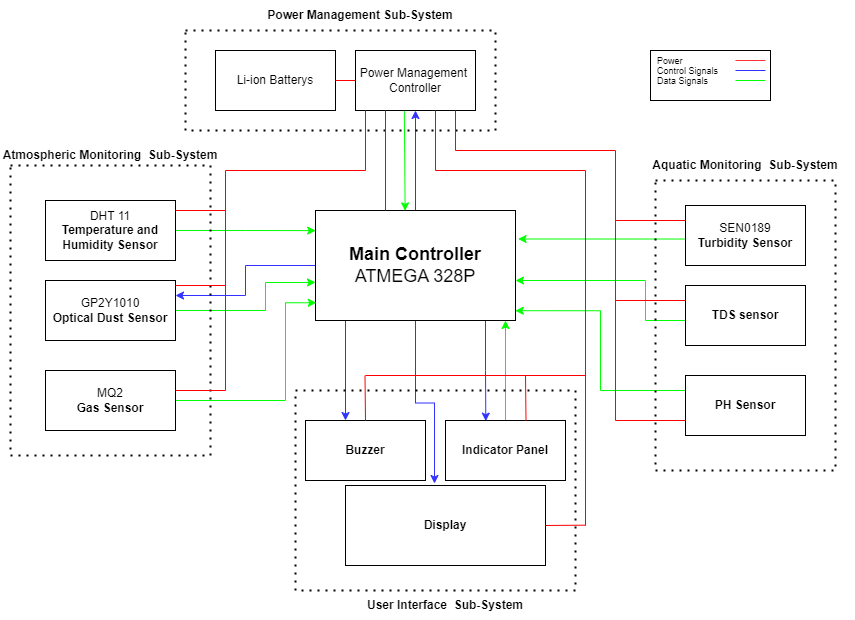 Power Management Sub-System
Li-ion Batterys
Power Management
Controller
Power
Control Signals
Data Signals
Atmospheric Monitoring  Sub-System
DHT 11
Temperature and
Humidity Sensor
GP2Y1010
Optical Dust Sensor
MQ2
Gas Sensor
Main Controller
ATMEGA 328P
Aquatic Monitoring  Sub-System
SEN0189
Turbidity Sensor
TDS sensor
PH Sensor
Buzzer
Indicator Panel
Display
User Interface  Sub-System